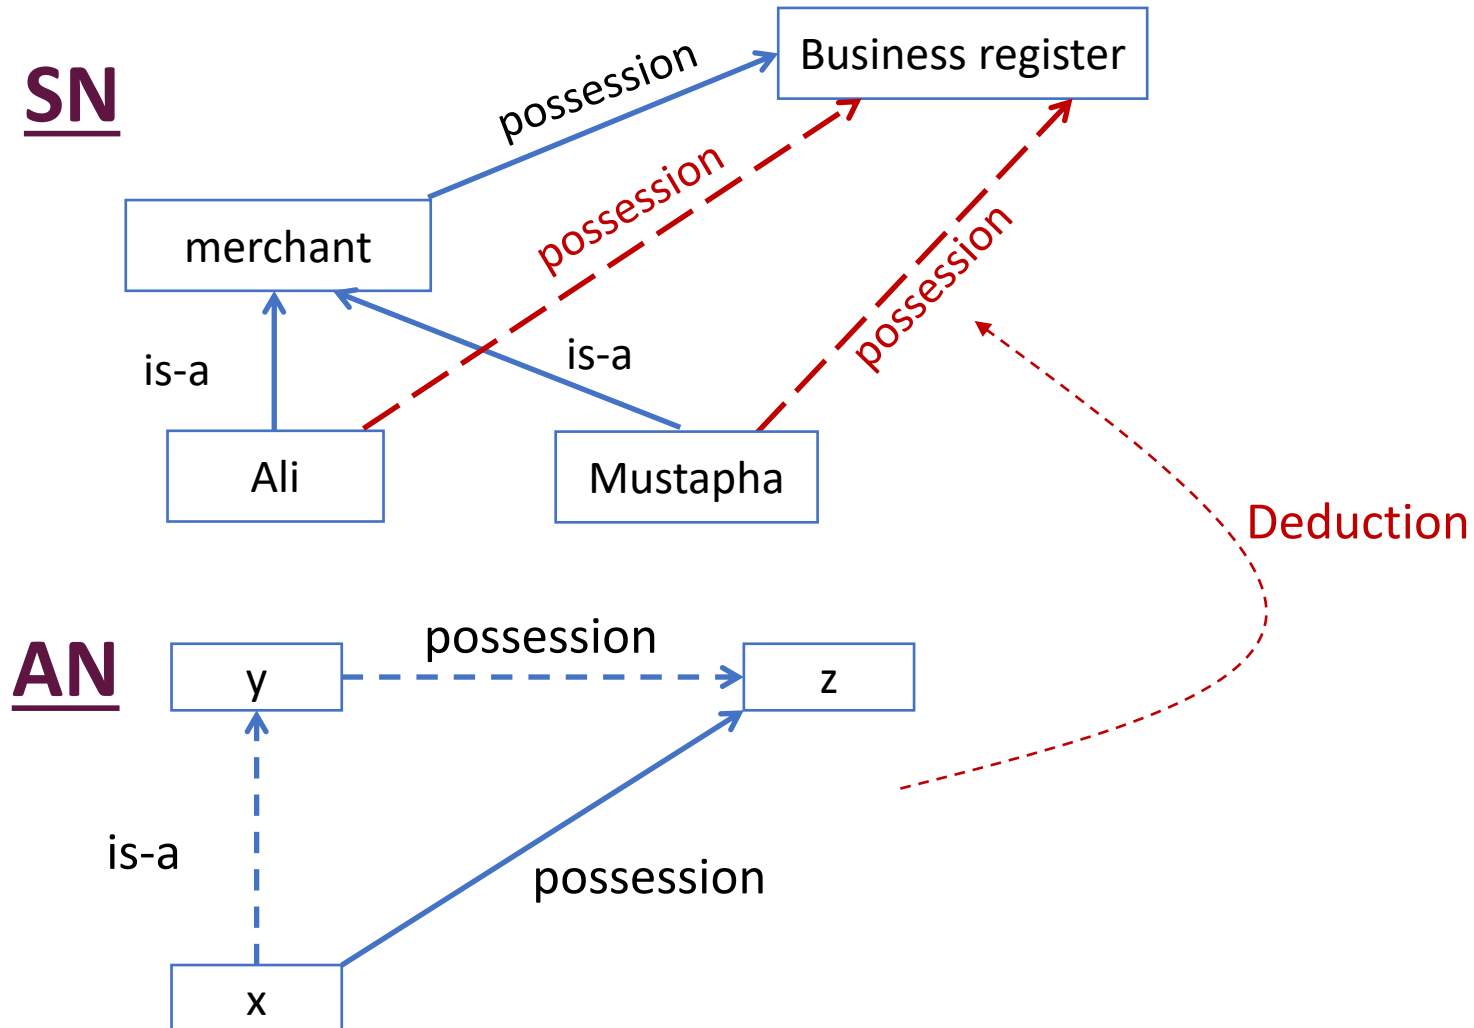 Business register
SN
possession
possession
possession
merchant
is-a
is-a
Ali
Mustapha
Deduction
AN
possession
y
z
is-a
possession
x